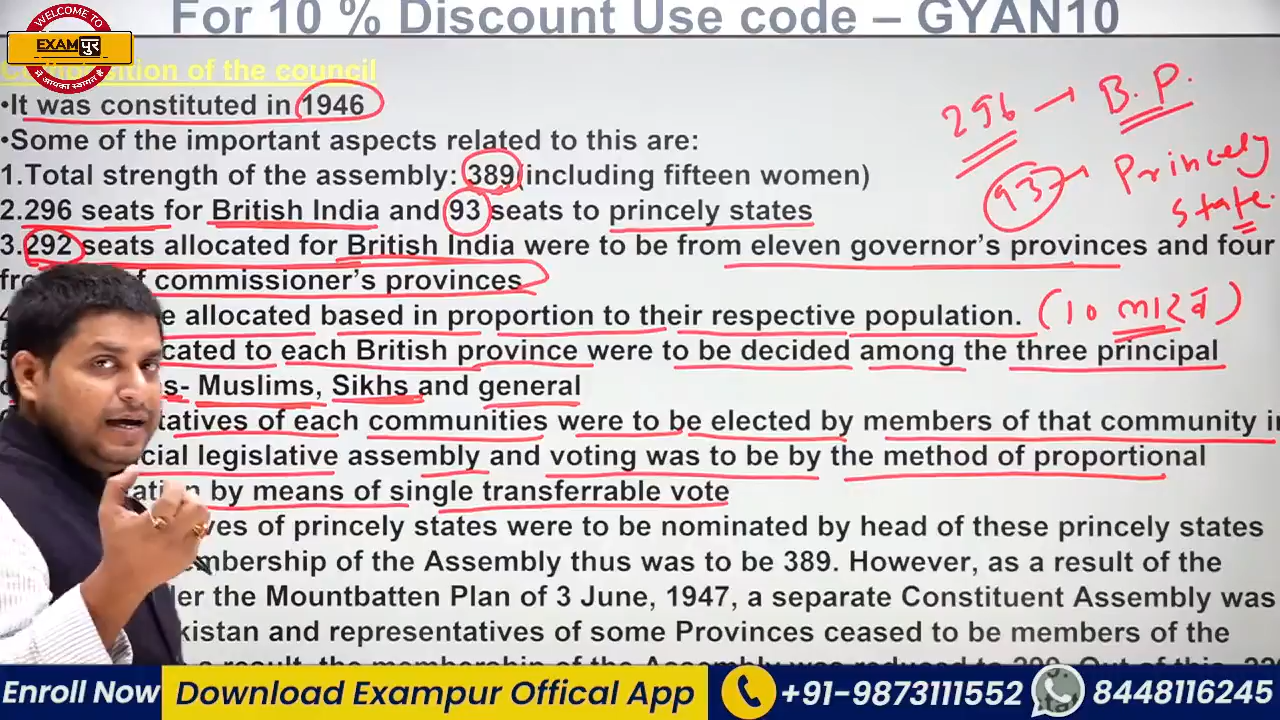 For 10 % Discount Use code – GYAN10
WELCOME TO
EXAMपुर
में आपका स्वागत है
Composition of the council
•It was constituted in 1946
296 → B.P.
•Some of the important aspects related to this are:
1.Total strength of the assembly: 389(including fifteen women)
93 → Princely State.
2.296 seats for British India and 93 seats to princely states
3.292 seats allocated for British India were to be from eleven governor's provinces and four
commissioner's provinces
allocated based in proportion to their respective population. (10 लाख)
to each British province were to be decided among the three principal
Muslims, Sikhs and general
of each communities were to be elected by members of that community in
legislative assembly and voting was to be by the method of proportional
by means of single transferrable vote
of princely states were to be nominated by head of these princely states
of the Assembly thus was to be 389. However, as a result of the
the Mountbatten Plan of 3 June, 1947, a separate Constituent Assembly was
and representatives of some Provinces ceased to be members of the
Enroll Now
Download Exampur Offical App
+91-9873111552
8448116245